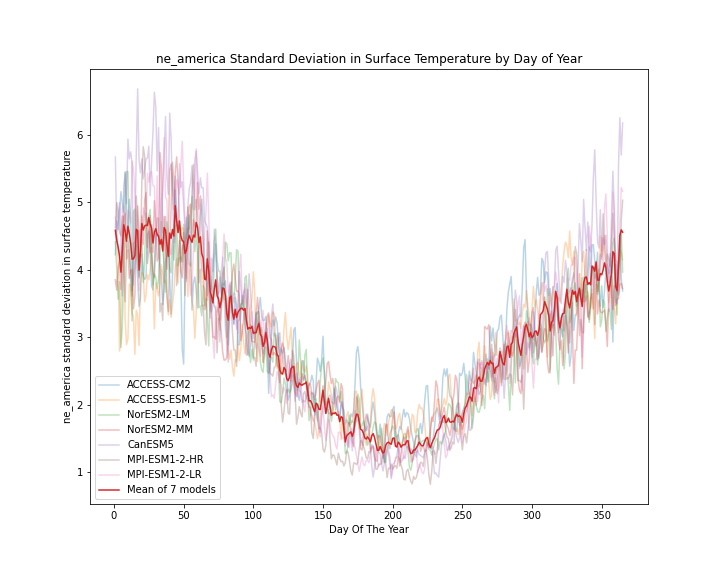 ne_america Standard Deviation in Surface Temperature by Day of Year
ne_america standard deviation in surface temperature
6
5
4
3
2
1
ACCESS-CM2
ACCESS-ESM1-5
NorESM2-LM
NorESM2-MM
CanESM5
MPI-ESM1-2-HR
MPI-ESM1-2-LR
Mean of 7 models
0 50 100 150 200 250 300 350
Day Of The Year